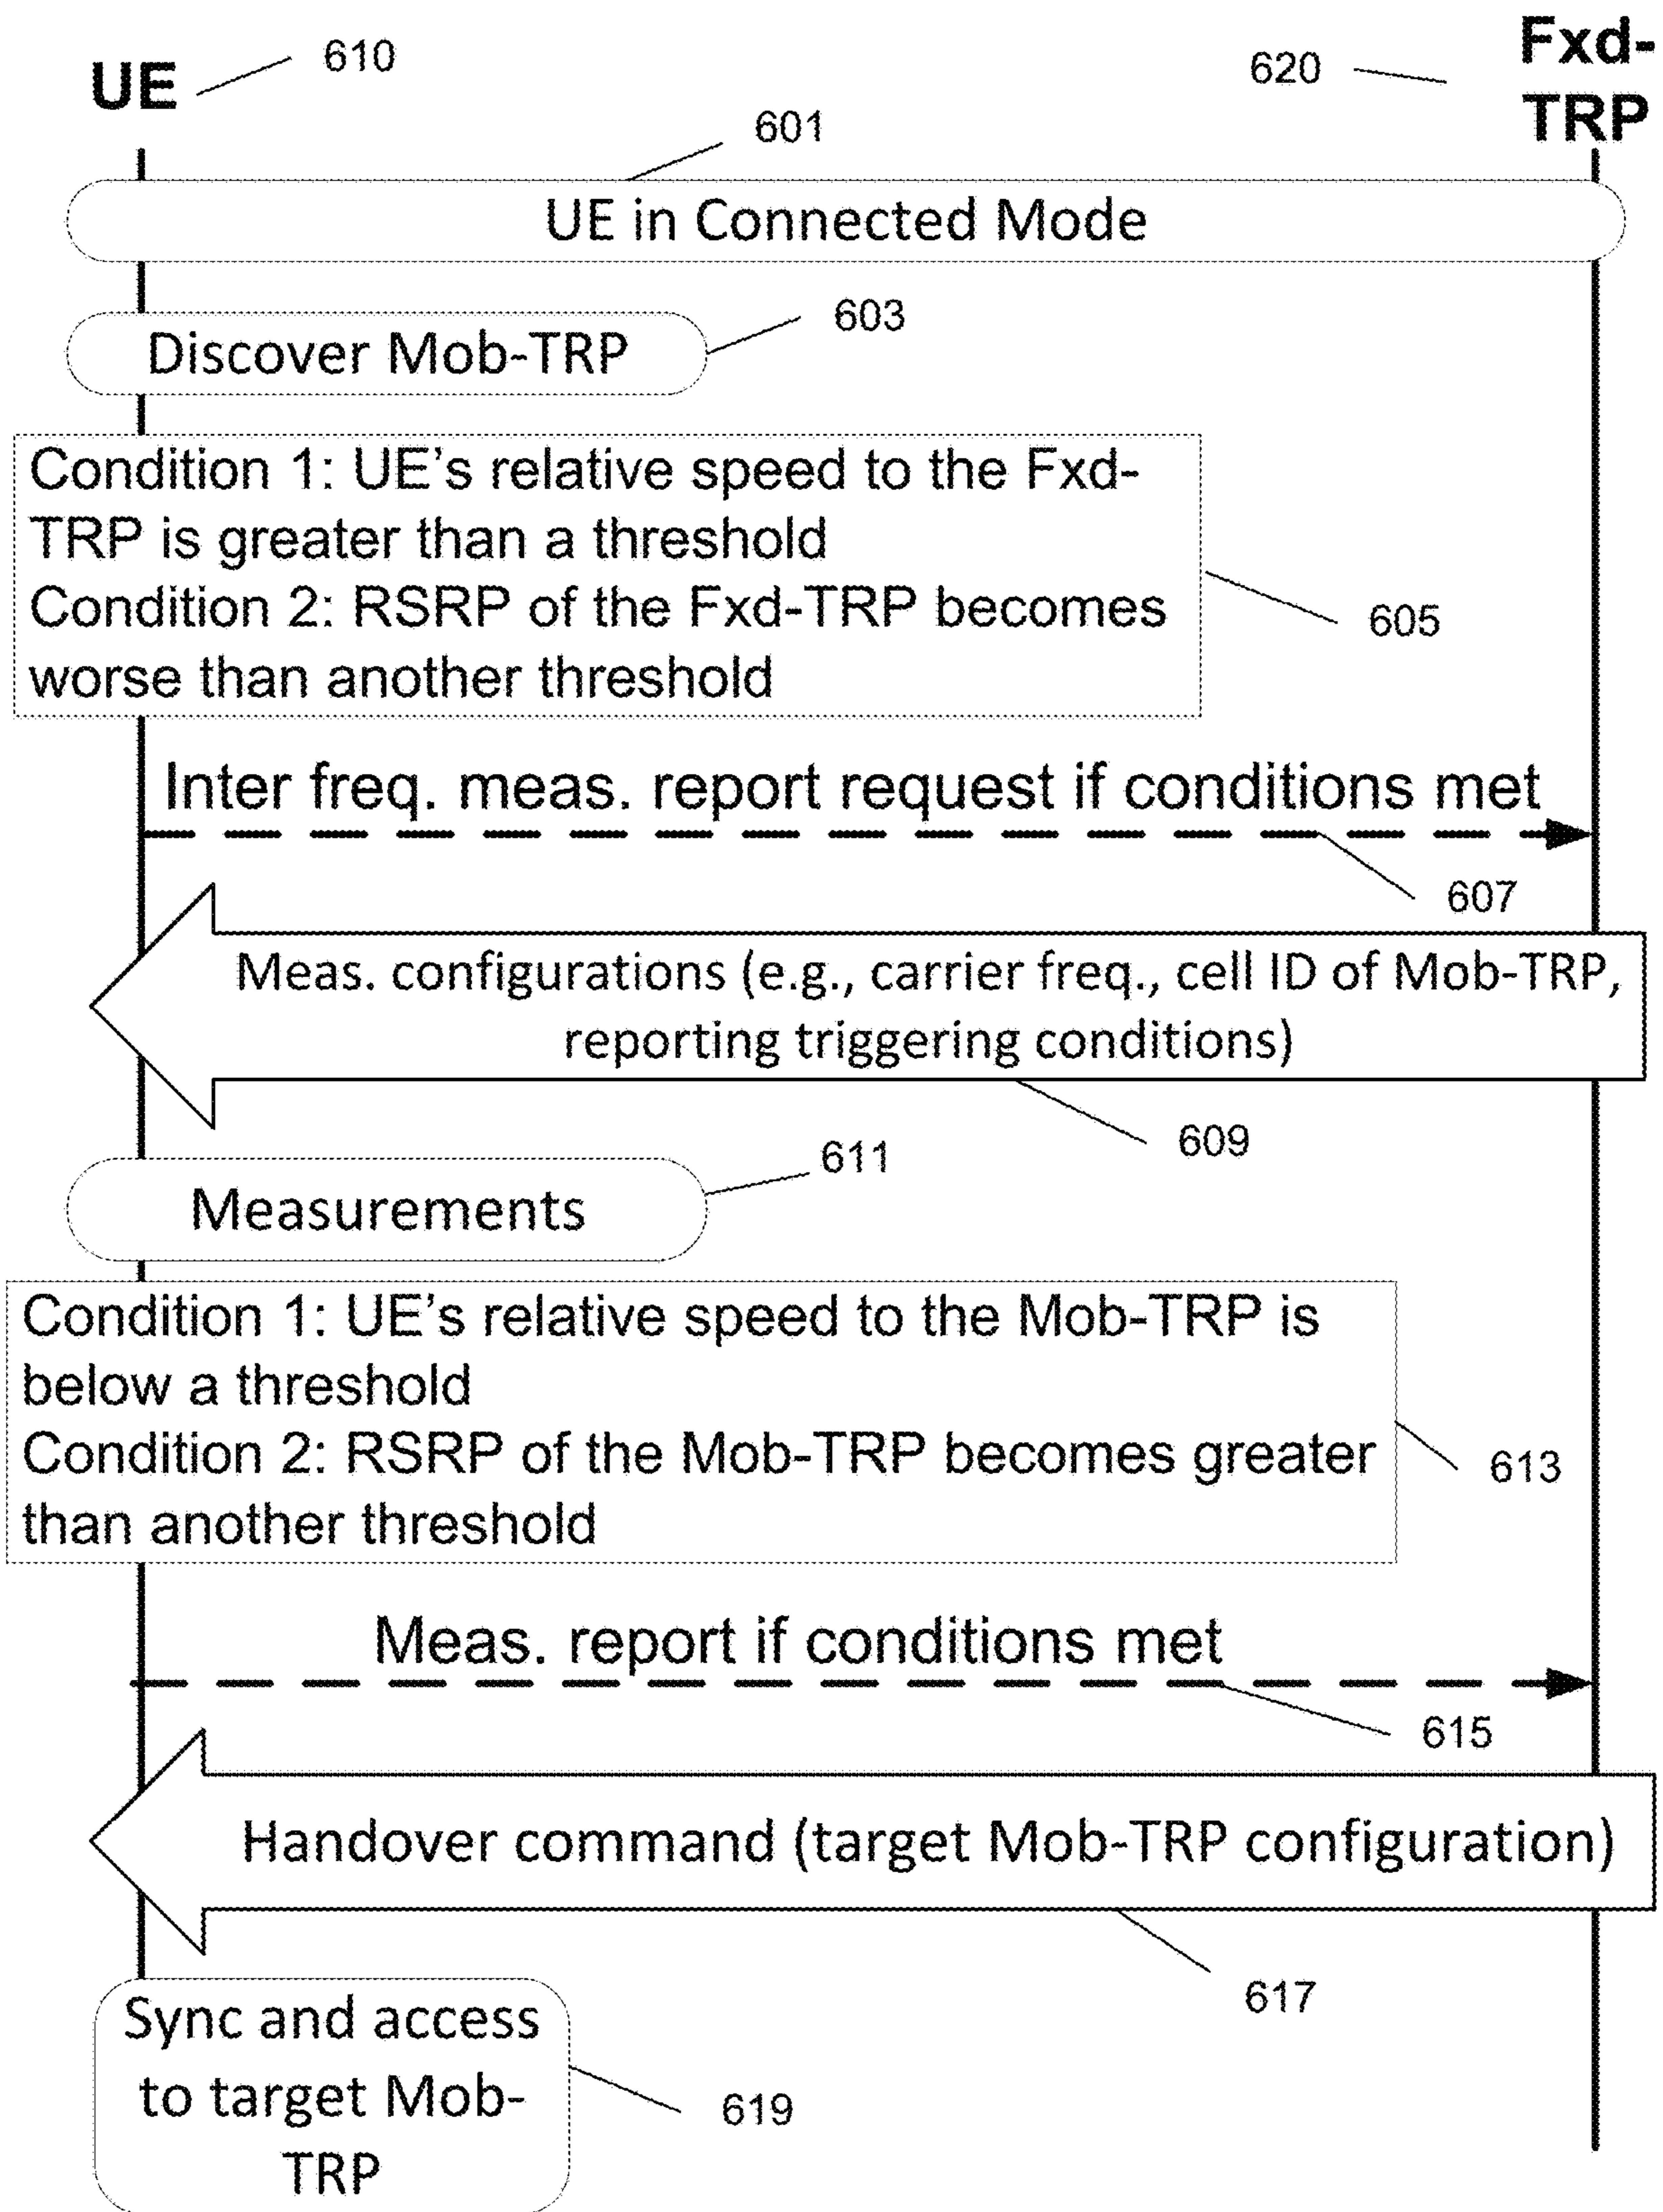 UE
610
620
Fxd-
TRP
601
UE in Connected Mode
603
Discover Mob-TRP
Condition 1: UE's relative speed to the Fxd-
TRP is greater than a threshold
Condition 2: RSRP of the Fxd-TRP becomes
worse than another threshold
605
Inter freq. meas. report request if conditions met
607
Meas. configurations (e.g., carrier freq., cell ID of Mob-TRP,
reporting triggering conditions)
609
611
Measurements
Condition 1: UE's relative speed to the Mob-TRP is
below a threshold
Condition 2: RSRP of the Mob-TRP becomes greater
than another threshold
613
Meas. report if conditions met
615
Handover command (target Mob-TRP configuration)
617
Sync and access
to target Mob-
TRP
619